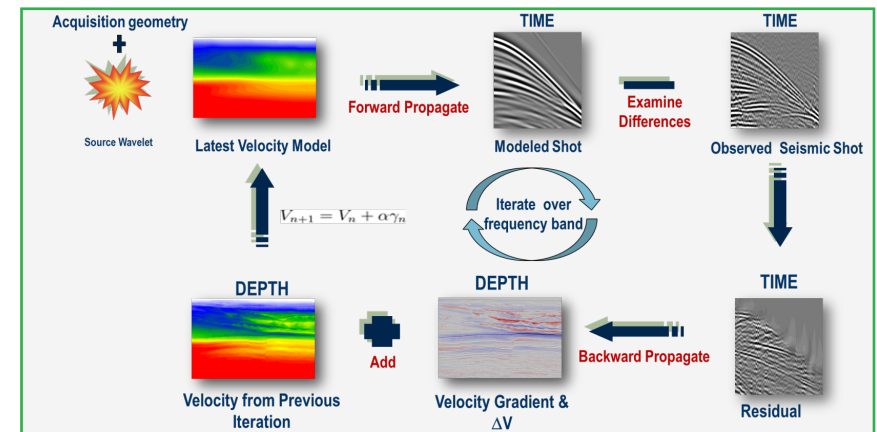 Acquisition geometry
TIME
TIME
Forward Propagate
Examine
Differences
Source Wavelet
Latest Velocity Model
Modeled Shot
Observed Seismic Shot
V_{n+1} = V_n + αγ_n
Iterate over
frequency band
DEPTH
DEPTH
TIME
Add
Backward Propagate
Velocity from Previous
Iteration
Velocity Gradient &
ΔV
Residual